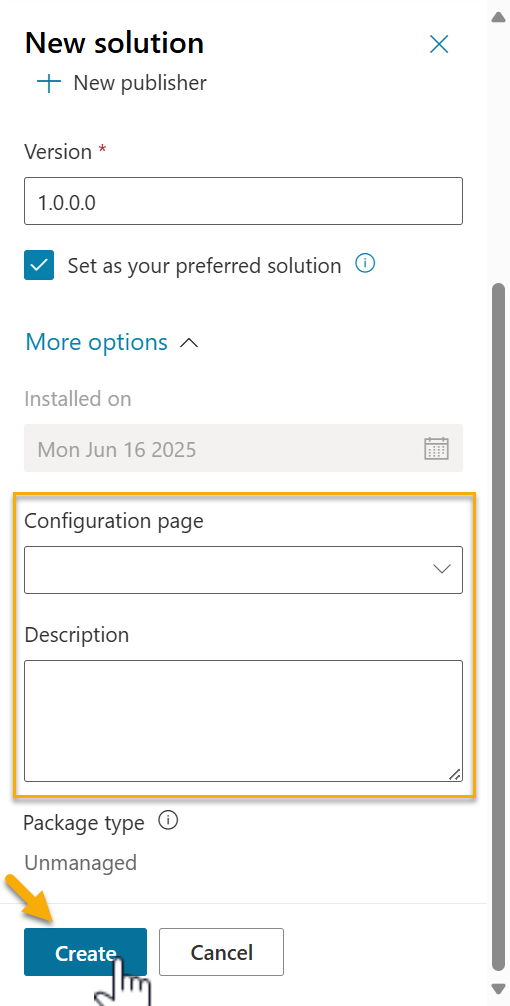 New solution
New publisher
Version *
1.0.0.0
Set as your preferred solution
More options
Installed on
Mon Jun 16 2025
Configuration page
Description
Package type
Unmanaged
Create Cancel